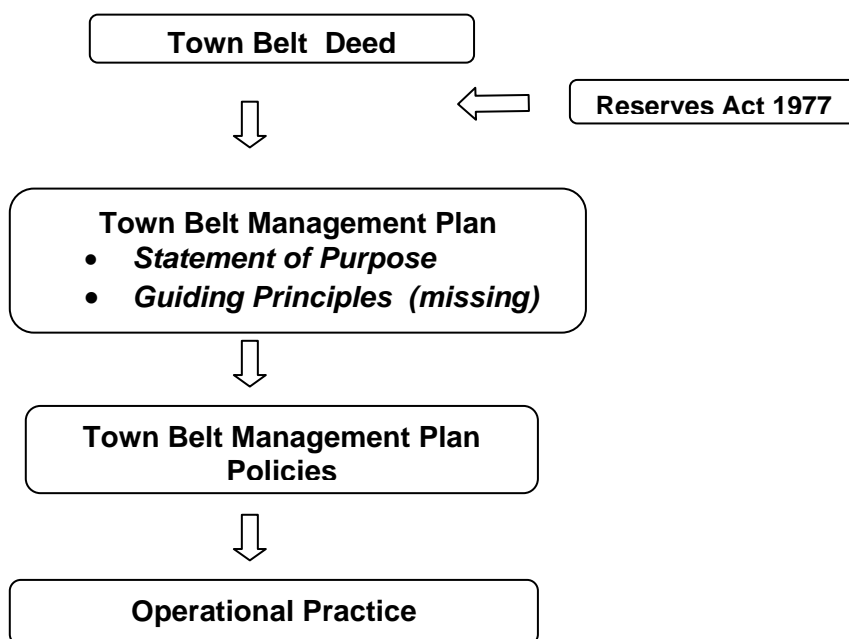 Town Belt  Deed
Reserves Act 1977
Town Belt Management Plan
• Statement of Purpose
• Guiding Principles  (missing)
Town Belt Management Plan
Policies
Operational Practice